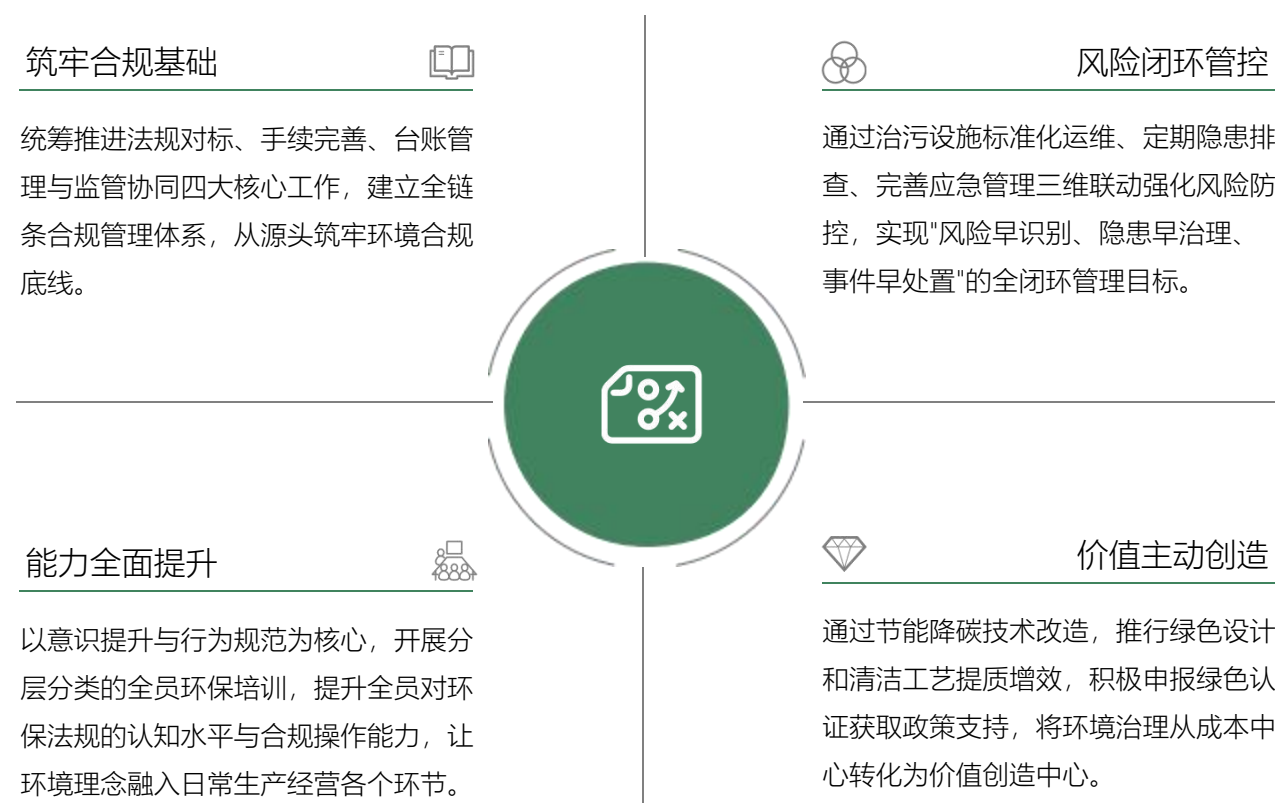 筑牢合规基础
统筹推进法规对标、手续完善、台账管
理与监管协同四大核心工作，建立全链
条合规管理体系，从源头筑牢环境合规
底线。
风险闭环管控
通过治污设施标准化运维、定期隐患排
查、完善应急管理三维联动强化风险防
控，实现"风险早识别、隐患早治理、
事件早处置"的全闭环管理目标。
能力全面提升
以意识提升与行为规范为核心，开展分
层分类的全员环保培训，提升全员对环
保法规的认知水平与合规操作能力，让
环境理念融入日常生产经营各个环节。
价值主动创造
通过节能降碳技术改造，推行绿色设计
和清洁工艺提质增效，积极申报绿色认
证获取政策支持，将环境治理从成本中
心转化为价值创造中心。